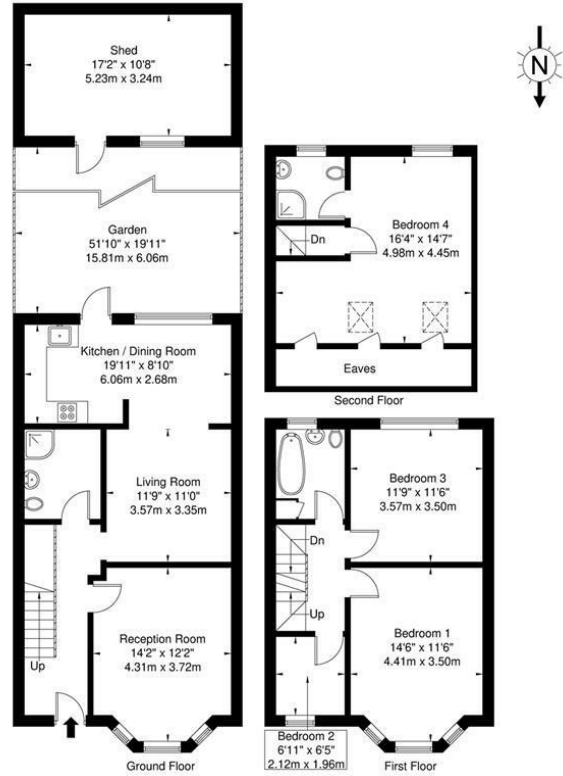 Shed
17'2" x 10'8"
5.23m x 3.24m
N
Garden
51'10" x 19'11"
15.81m x 6.06m
Kitchen / Dining Room
19'11" x 8'10"
6.06m x 2.68m
Living Room
11'9" x 11'0"
3.57m x 3.35m
Up
Reception Room
14'2" x 12'2"
4.31m x 3.72m
Ground Floor
Bedroom 4
16'4" x 14'7"
4.98m x 4.45m
Dn
Eaves
Second Floor
Bedroom 3
11'9" x 11'6"
3.57m x 3.50m
Dn
Up
Bedroom 1
14'6" x 11'6"
4.41m x 3.50m
Bedroom 2
6'11" x 6'5"
2.12m x 1.96m
First Floor